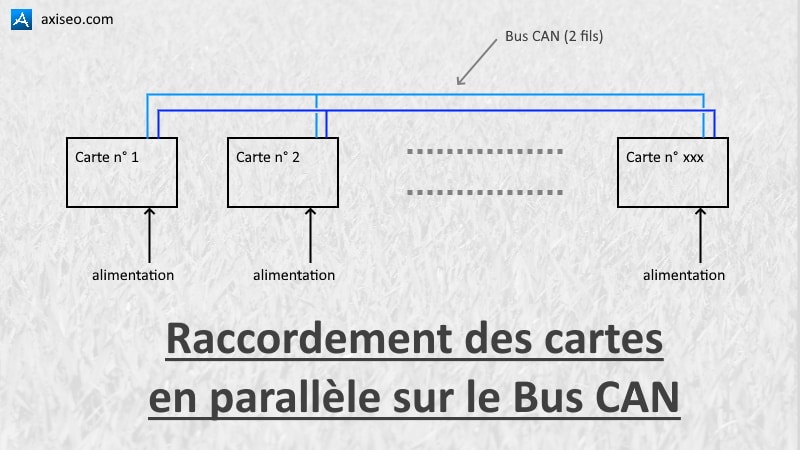 axiseo.com
Bus CAN (2 fils)
Carte n° 1
Carte n° 2
Carte n° xxx
alimentation
alimentation
alimentation
Raccordement des cartes
en parallèle sur le Bus CAN